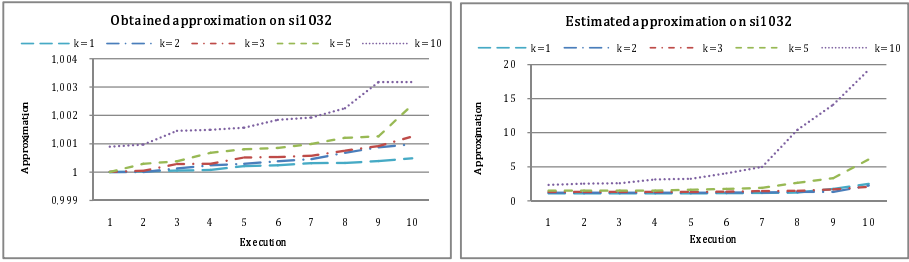 Obtained approximation on si1032
k=1 k=2 k=3 k=5 k=10
1,004
1,003
1,002
1,001
1
0,999
Approximation
1 2 3 4 5 6 7 8 9 10
Execution
Estimated approximation on si1032
k=1 k=2 k=3 k=5 k=10
20
15
10
5
0
Approximation
1 2 3 4 5 6 7 8 9 10
Execution